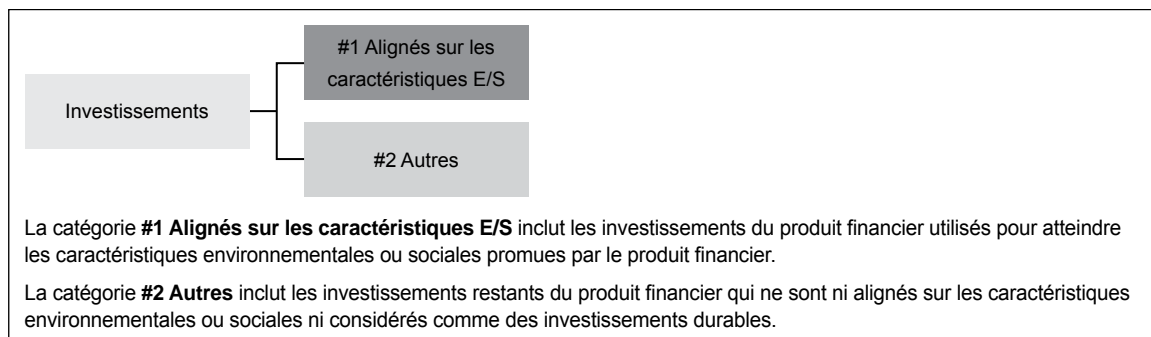 #1 Alignés sur les
caractéristiques E/S
Investissements
#2 Autres
La catégorie #1 Alignés sur les caractéristiques E/S inclut les investissements du produit financier utilisés pour atteindre
les caractéristiques environnementales ou sociales promues par le produit financier.
La catégorie #2 Autres inclut les investissements restants du produit financier qui ne sont ni alignés sur les caractéristiques
environnementales ou sociales ni considérés comme des investissements durables.